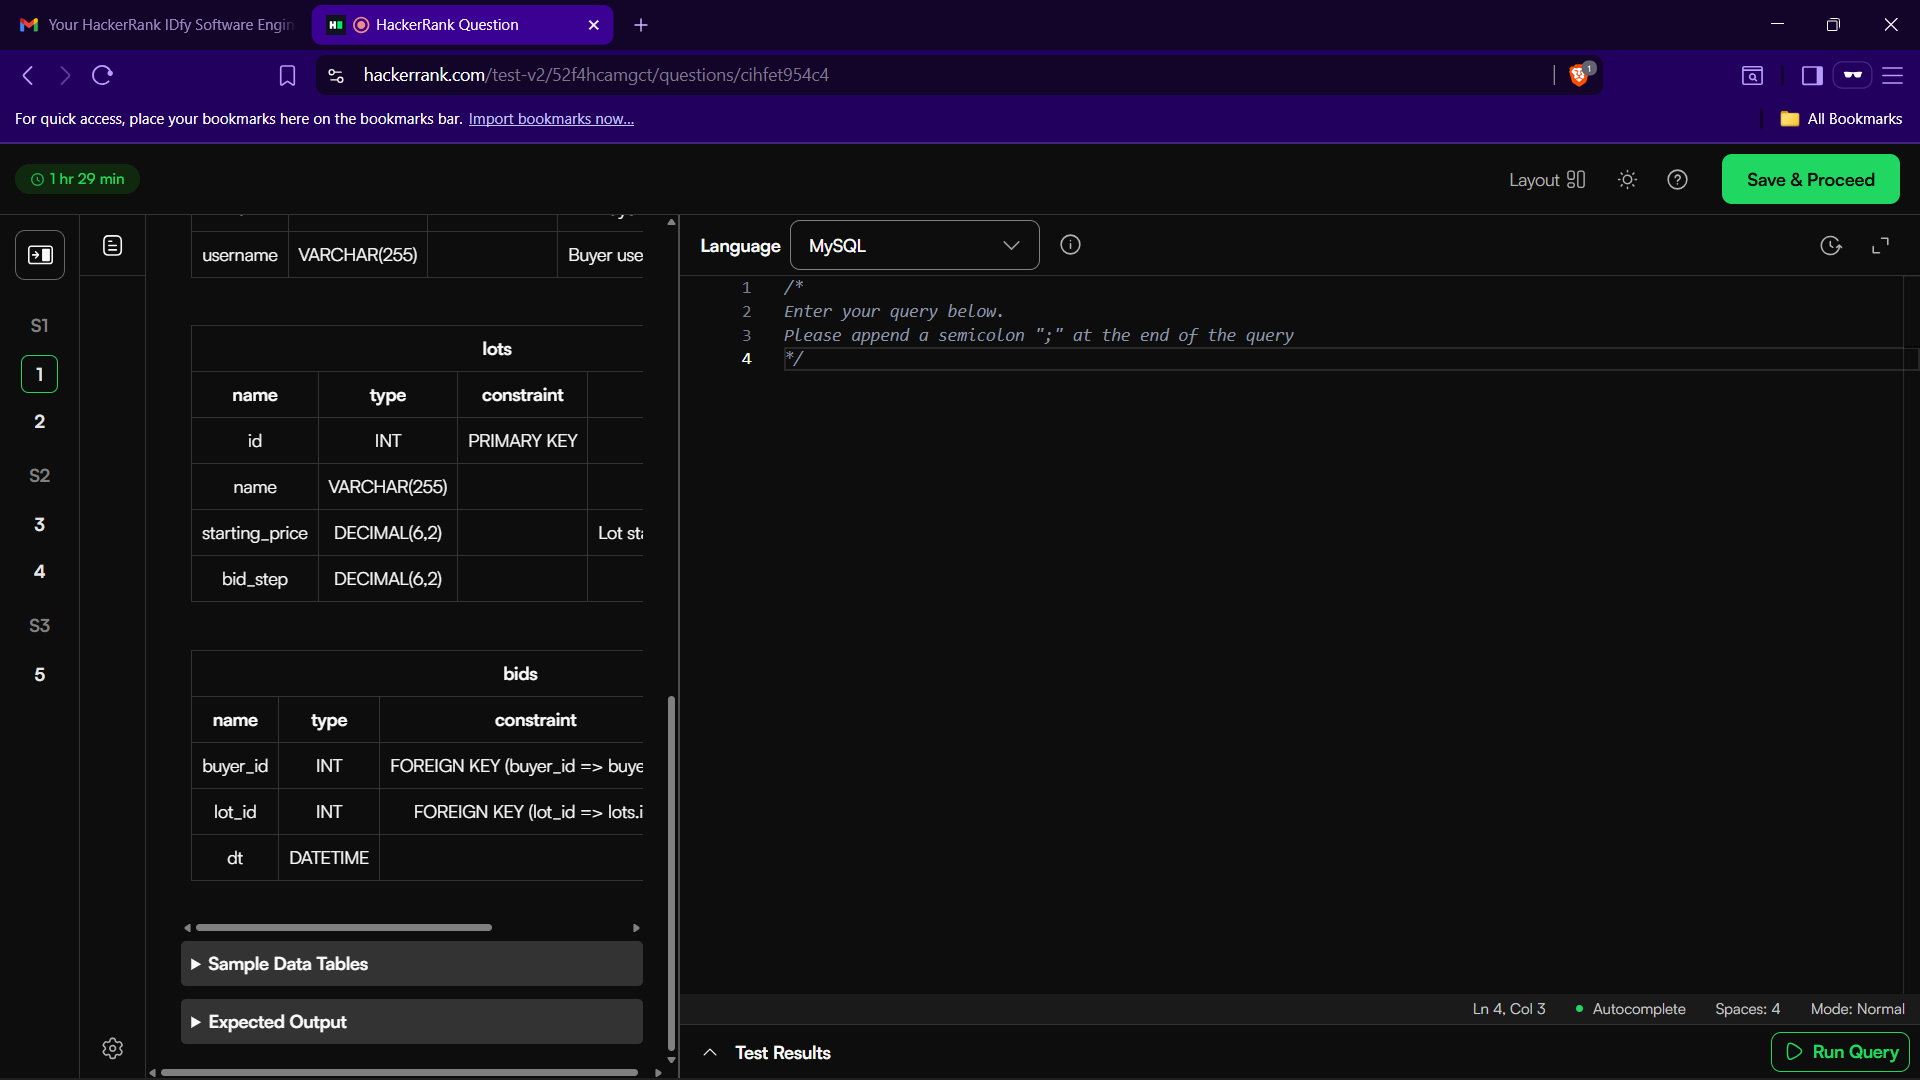 Your HackerRank IDfy Software Engin
HackerRank Question
hackerrank.com/test-v2/52f4hcamgct/questions/cihfet954c4
1
For quick access, place your bookmarks here on the bookmarks bar. Import bookmarks now...
All Bookmarks
1 hr 29 min
Layout
Save & Proceed
S1
1
2
S2
3
4
S3
5
username VARCHAR(255) Buyer use
lots
name type constraint
id INT PRIMARY KEY
name VARCHAR(255)
starting_price DECIMAL(6,2) Lot sta
bid_step DECIMAL(6,2)
bids
name type constraint
buyer_id INT FOREIGN KEY (buyer_id => buye
lot_id INT FOREIGN KEY (lot_id => lots.i
dt DATETIME
Sample Data Tables
Expected Output
Language MySQL
1 /*
2 Enter your query below.
3 Please append a semicolon ";" at the end of the query
4 */
Ln 4, Col 3 Autocomplete Spaces: 4 Mode: Normal
Test Results
Run Query